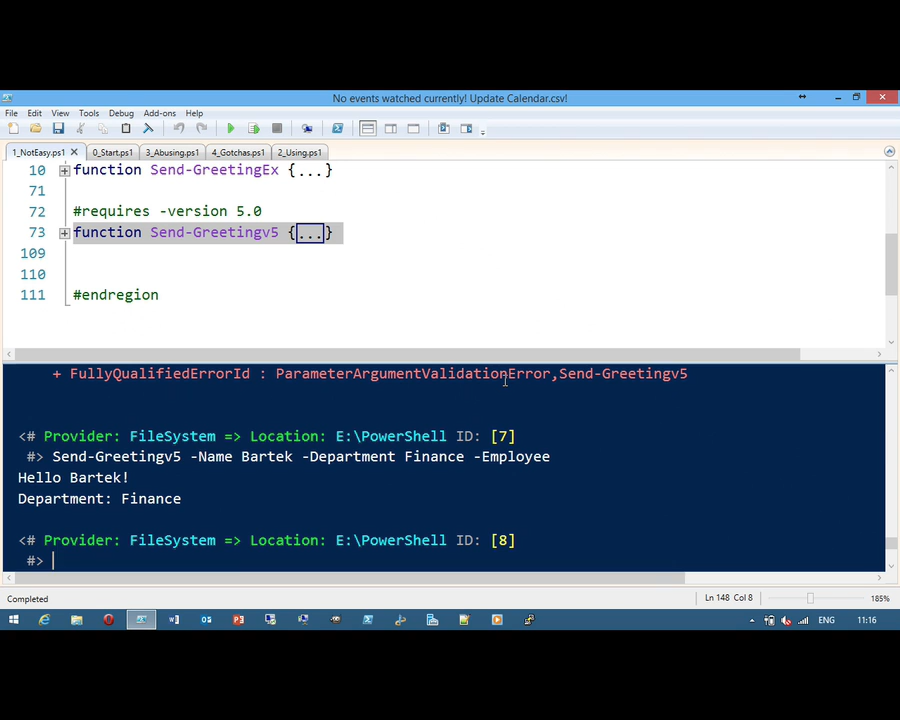 No events watched currently! Update Calendar.csv!
File Edit View Tools Debug Add-ons Help
1_NotEasy.ps1 0_Start.ps1 3_Abusing.ps1 4_Gotchas.ps1 2_Using.ps1
10 function Send-GreetingEx {...}
71
72 #requires -version 5.0
73 function Send-Greetingv5 {...}
109
110
111 #endregion
+ FullyQualifiedErrorId : ParameterArgumentValidationError,Send-Greetingv5
<# Provider: FileSystem => Location: E:\PowerShell ID: [7]
#> Send-Greetingv5 -Name Bartek -Department Finance -Employee
Hello Bartek!
Department: Finance
<# Provider: FileSystem => Location: E:\PowerShell ID: [8]
#>
Completed Ln 148 Col 8 185%
ENG 11:16